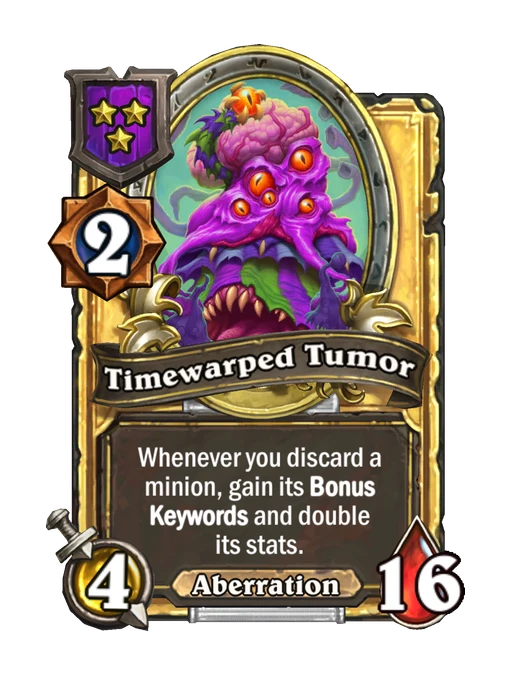 2
Timewarped Tumor
Whenever you discard a
minion, gain its Bonus
Keywords and double
its stats.
4
Aberration
16